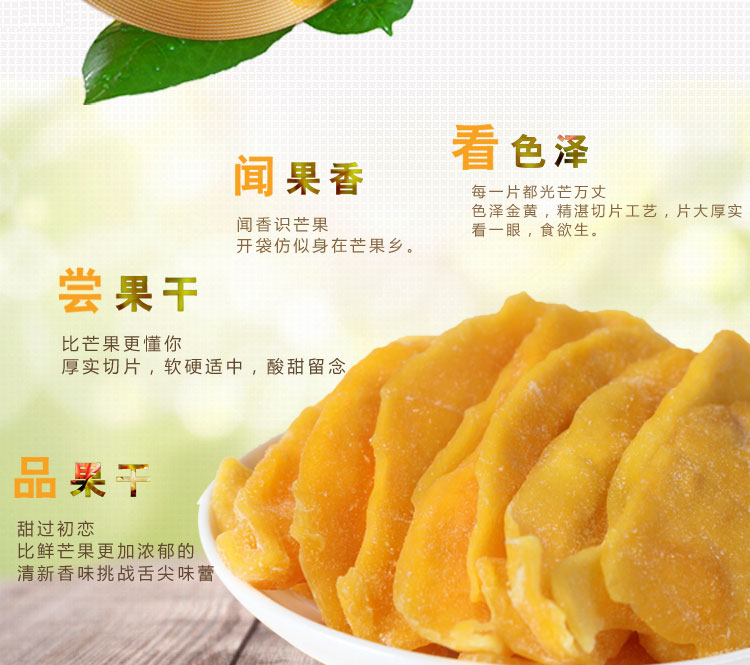 看色泽
每一片都光芒万丈
色泽金黄，精湛切片工艺，片大厚实
看一眼，食欲生。
闻果香
闻香识芒果
开袋仿似身在芒果乡。
尝果干
比芒果更懂你
厚实切片，软硬适中，酸甜留念
品果干
甜过初恋
比鲜芒果更加浓郁的
清新香味挑战舌尖味蕾